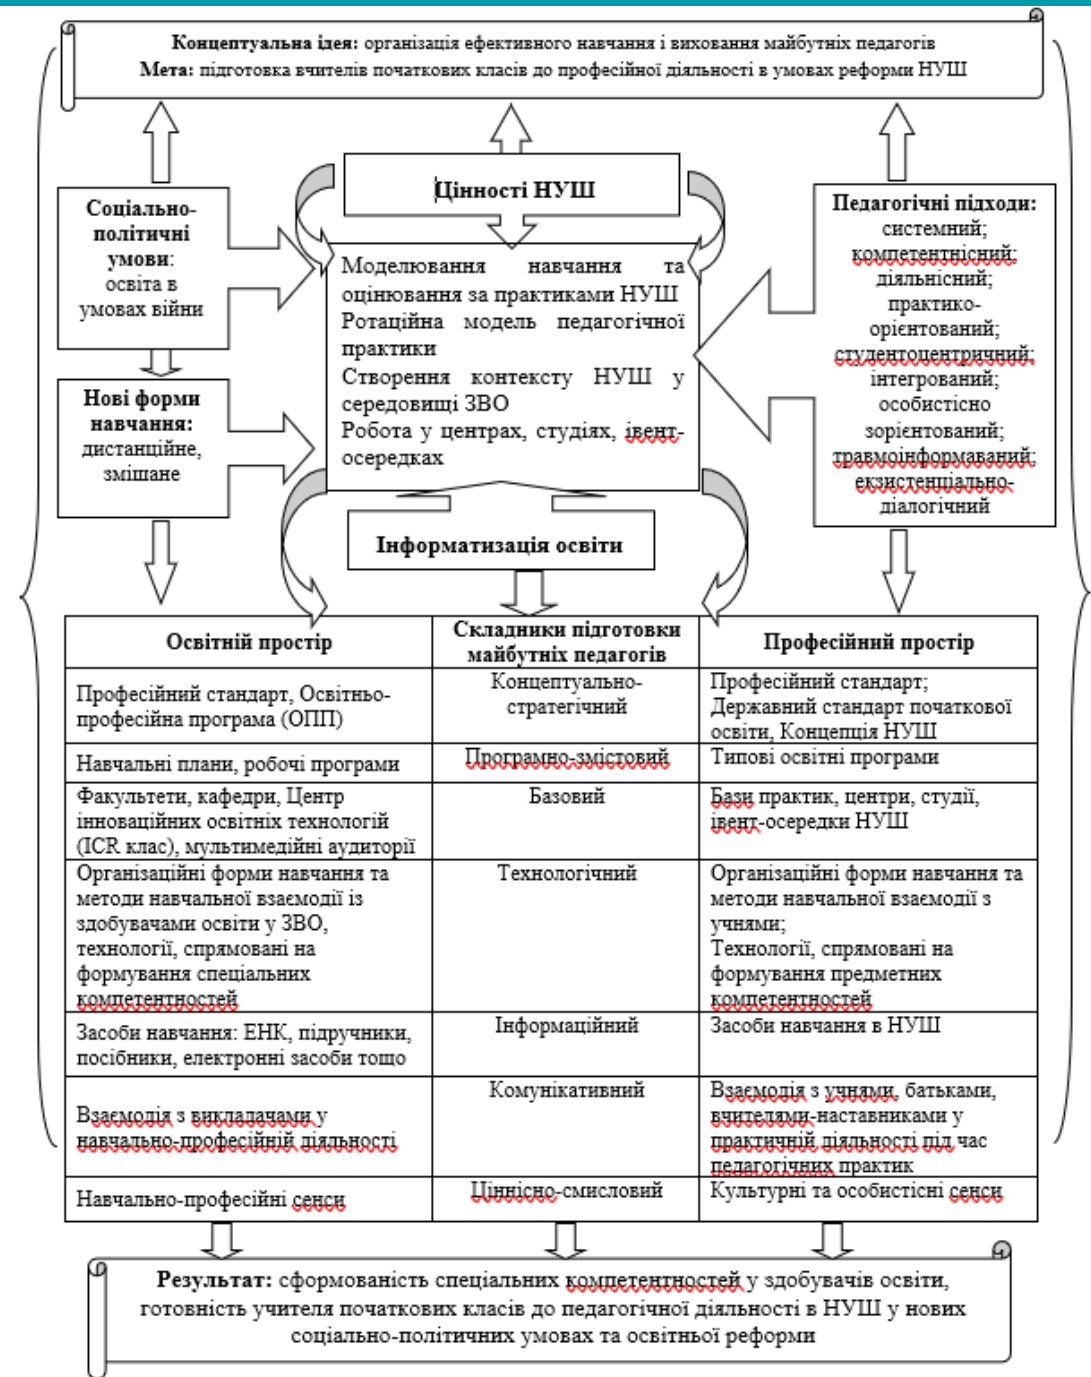 Концептуальна ідея: організація ефективного навчання і виховання майбутніх педагогів
Мета: підготовка вчителів початкових класів до професійної діяльності в умовах реформи НУШ
Цінності НУШ
Соціально-
політичні
умови:
освіта в
умовах війни
Нові форми
навчання:
дистанційне,
змішане
Моделювання навчання та
оцінювання за практиками НУШ
Ротаційна модель педагогічної
практики
Створення контексту НУШ у
середовищі ЗВО
Робота у центрах, студіях, івент-
осередках
Педагогічні підходи:
системний;
компетентнісний;
діяльнісний;
практико-
орієнтований;
студентоцентричний;
інтегрований;
особистісно
зорієнтований;
травмоінформаваний;
екзистенціально-
діалогічний
Інформатизація освіти
Освітній простір
Складники підготовки
майбутніх педагогів
Професійний простір
Професійний стандарт, Освітньо-
професійна програма (ОПП)
Концептуально-
стратегічний
Професійний стандарт;
Державний стандарт початкової
освіти, Концепція НУШ
Навчальні плани, робочі програми
Програмно-змістовий
Типові освітні програми
Факультети, кафедри, Центр
інноваційних освітніх технологій
(ICR клас), мультимедійні аудиторії
Базовий
Бази практик, центри, студії,
івент-осередки НУШ
Організаційні форми навчання та
методи навчальної взаємодії із
здобувачами освіти у ЗВО,
технології, спрямовані на
формування спеціальних
компетентностей
Технологічний
Організаційні форми навчання та
методи навчальної взаємодії з
учнями;
Технології, спрямовані на
формування предметних
компетентностей
Засоби навчання: ЕНК, підручники,
посібники, електронні засоби тощо
Інформаційний
Засоби навчання в НУШ
Взаємодія з викладачами у
навчально-професійній діяльності
Комунікативний
Взаємодія з учнями, батьками,
вчителями-наставниками у
практичній діяльності під час
педагогічних практик
Навчально-професійні сенси
Ціннісно-смисловий
Культурні та особистісні сенси
Результат: сформованість спеціальних компетентностей у здобувачів освіти,
готовність учителя початкових класів до педагогічної діяльності в НУШ у нових
соціально-політичних умовах та освітньої реформи